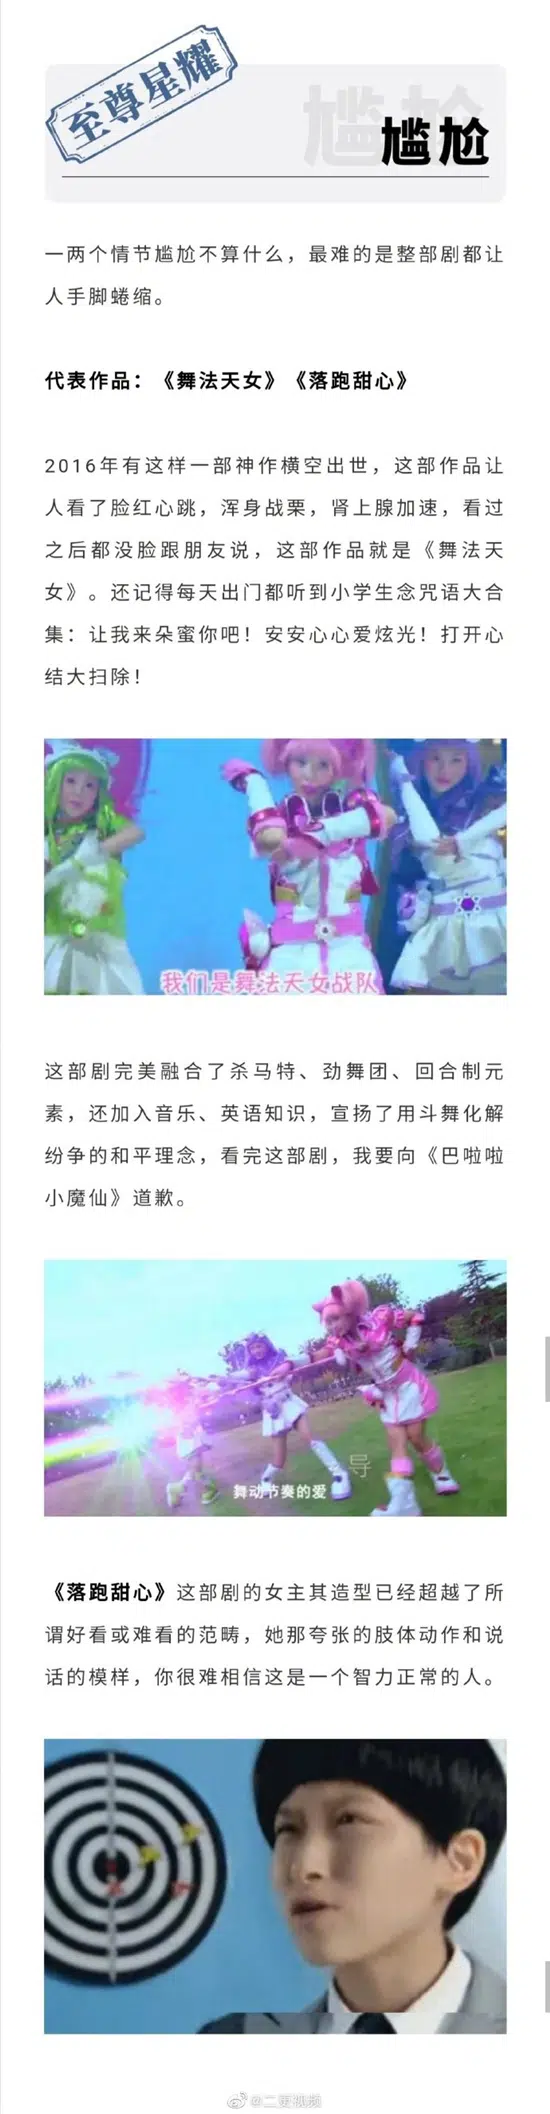 至尊星耀
尴尬
尴尬
一两个情节尴尬不算什么，最难的是整部剧都让
人手脚蜷缩。
代表作品：《舞法天女》《落跑甜心》
2016年有这样一部神作横空出世，这部作品让
人看了脸红心跳，浑身战栗，肾上腺加速，看过
之后都没脸跟朋友说，这部作品就是《舞法天
女》。还记得每天出门都听到小学生念咒语大合
集：让我来朵蜜你吧！安安心心爱炫光！打开心
结大扫除！
我们是舞法天女战队
这部剧完美融合了杀马特、劲舞团、回合制元
素，还加入音乐、英语知识，宣扬了用斗舞化解
纷争的和平理念，看完这部剧，我要向《巴啦啦
小魔仙》道歉。
导
舞动节奏的爱
《落跑甜心》这部剧的女主其造型已经超越了所
谓好看或难看的范畴，她那夸张的肢体动作和说
话的模样，你很难相信这是一个智力正常的人。
@二更视频